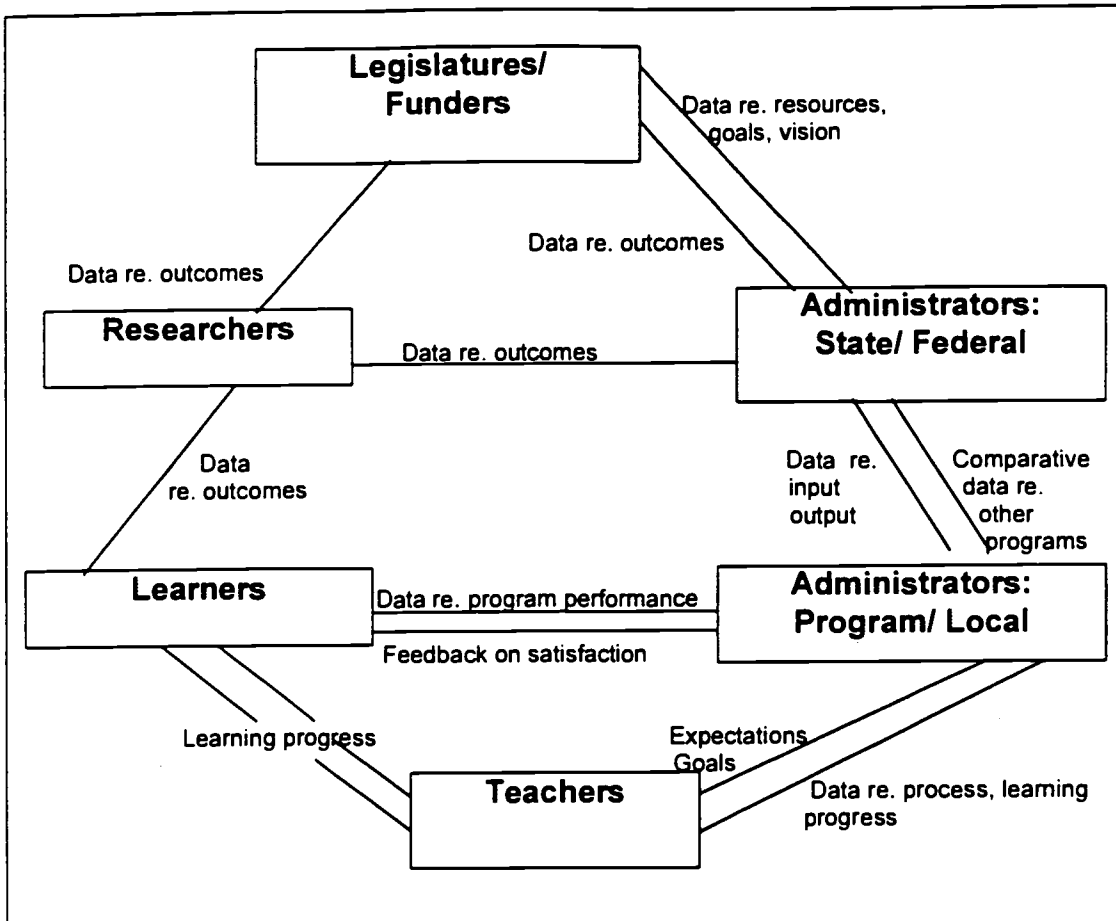 Legislatures/
Funders
Data re. resources,
goals, vision
Data re. outcomes
Data re. outcomes
Researchers
Data re. outcomes
Administrators:
State/ Federal
Data
re. outcomes
Data re.
input
output
Comparative
data re.
other
programs
Learners
Data re. program performance
Feedback on satisfaction
Administrators:
Program/ Local
Learning progress
Expectations
Goals
Teachers
Data re. process, learning
progress